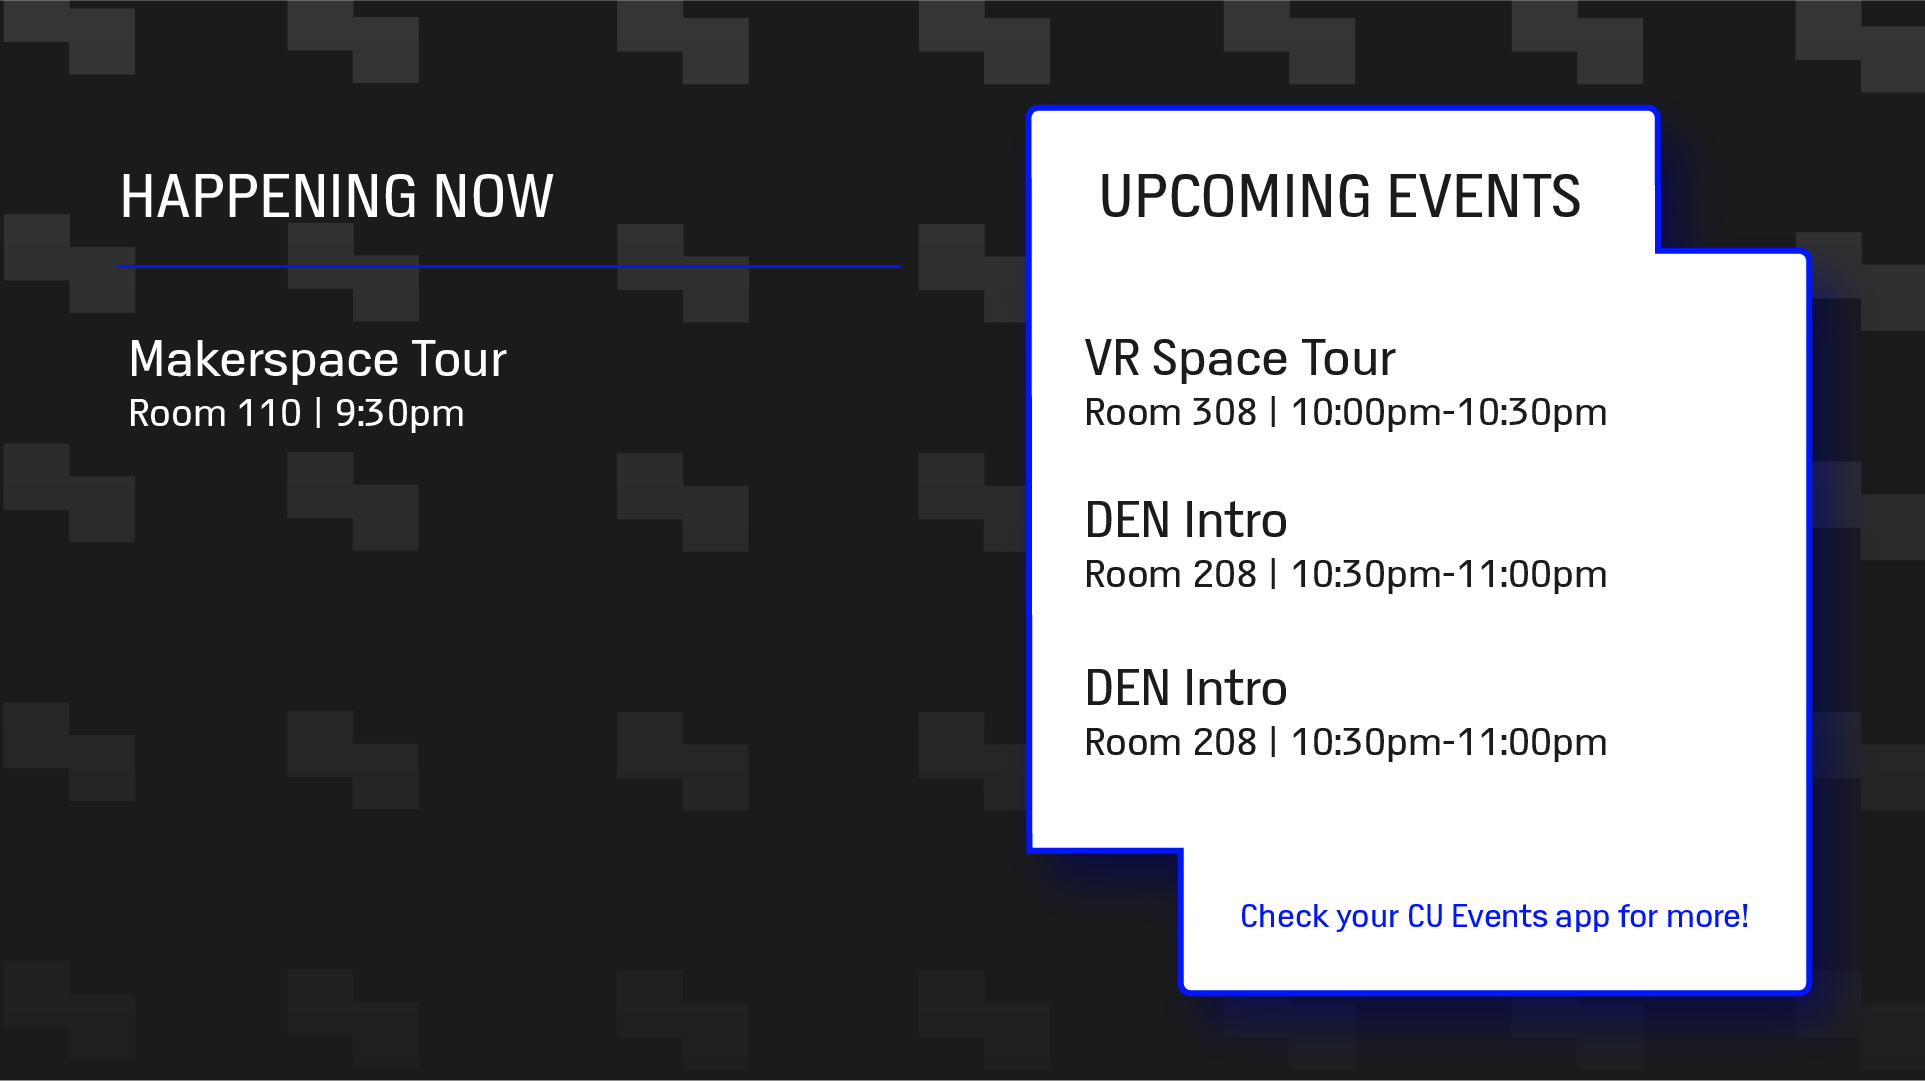 HAPPENING NOW
Makerspace Tour
Room 110 | 9:30pm
UPCOMING EVENTS
VR Space Tour
Room 308 | 10:00pm-10:30pm
DEN Intro
Room 208 | 10:30pm-11:00pm
DEN Intro
Room 208 | 10:30pm-11:00pm
Check your CU Events app for more!